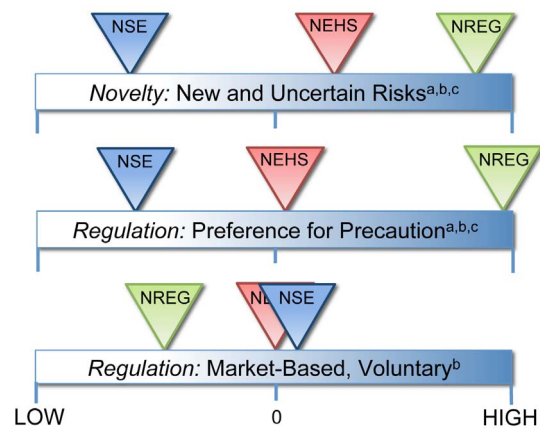 NSE NEHS NREG
Novelty: New and Uncertain Risksa,b,c
NSE NEHS NREG
Regulation: Preference for Precautiona,b,c
NREG NSE
Regulation: Market-Based, Voluntaryb
LOW 0 HIGH